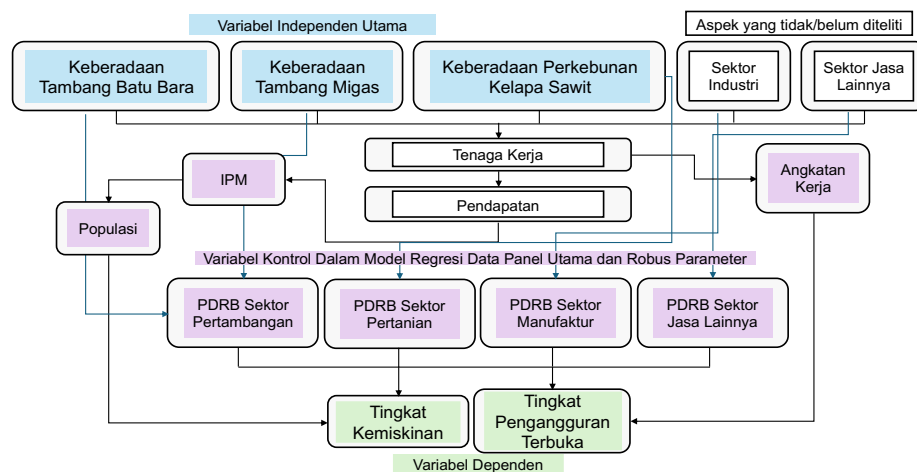 Variabel Independen Utama
Aspek yang tidak/belum diteliti
Keberadaan
Tambang Batu Bara
Keberadaan
Tambang Migas
Keberadaan Perkebunan
Kelapa Sawit
Sektor
Industri
Sektor Jasa
Lainnya
Tenaga Kerja
IPM
Angkatan
Kerja
Pendapatan
Populasi
Variabel Kontrol Dalam Model Regresi Data Panel Utama dan Robus Parameter
PDRB Sektor
Pertambangan
PDRB Sektor
Pertanian
PDRB Sektor
Manufaktur
PDRB Sektor
Jasa Lainnya
Tingkat
Kemiskinan
Tingkat
Pengangguran
Terbuka
Variabel Dependen